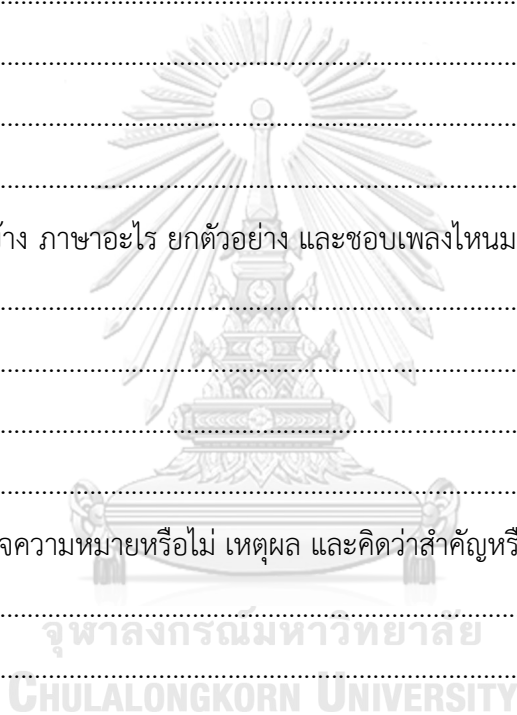 ้าง ภาษาอะไร ยกตัวอย่าง และชอบเพลงไหนม
จความหมายหรือไม่ เหตุผล และคิดว่าสำคัญหรื
จุฬาลงกรณ์มหาวิทยาลัย
CHULALONGKORN UNIVERSITY